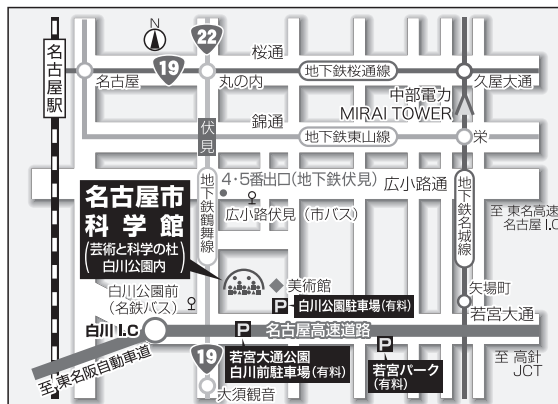 N
22
19
桜通
名古屋駅
名古屋
丸の内
地下鉄桜通線
久屋大通
中部電力
MIRAI TOWER
錦通
伏見
地下鉄東山線
栄
4・5番出口(地下鉄伏見)
広小路通
広小路伏見(市バス)
地下鉄鶴舞線
地下鉄名城線
至 東名高速
名古屋I.C
名古屋市
科学館
(芸術と科学の杜
白川公園内)
美術館
矢場町
白川公園前
(名鉄バス)
P 白川公園駐車場(有料)
若宮大通
白川I.C
名古屋高速道路
P
若宮大通公園
白川前駐車場(有料)
P
若宮パーク
(有料)
至 高針
JCT
至 東名阪自動車道
19
大須観音